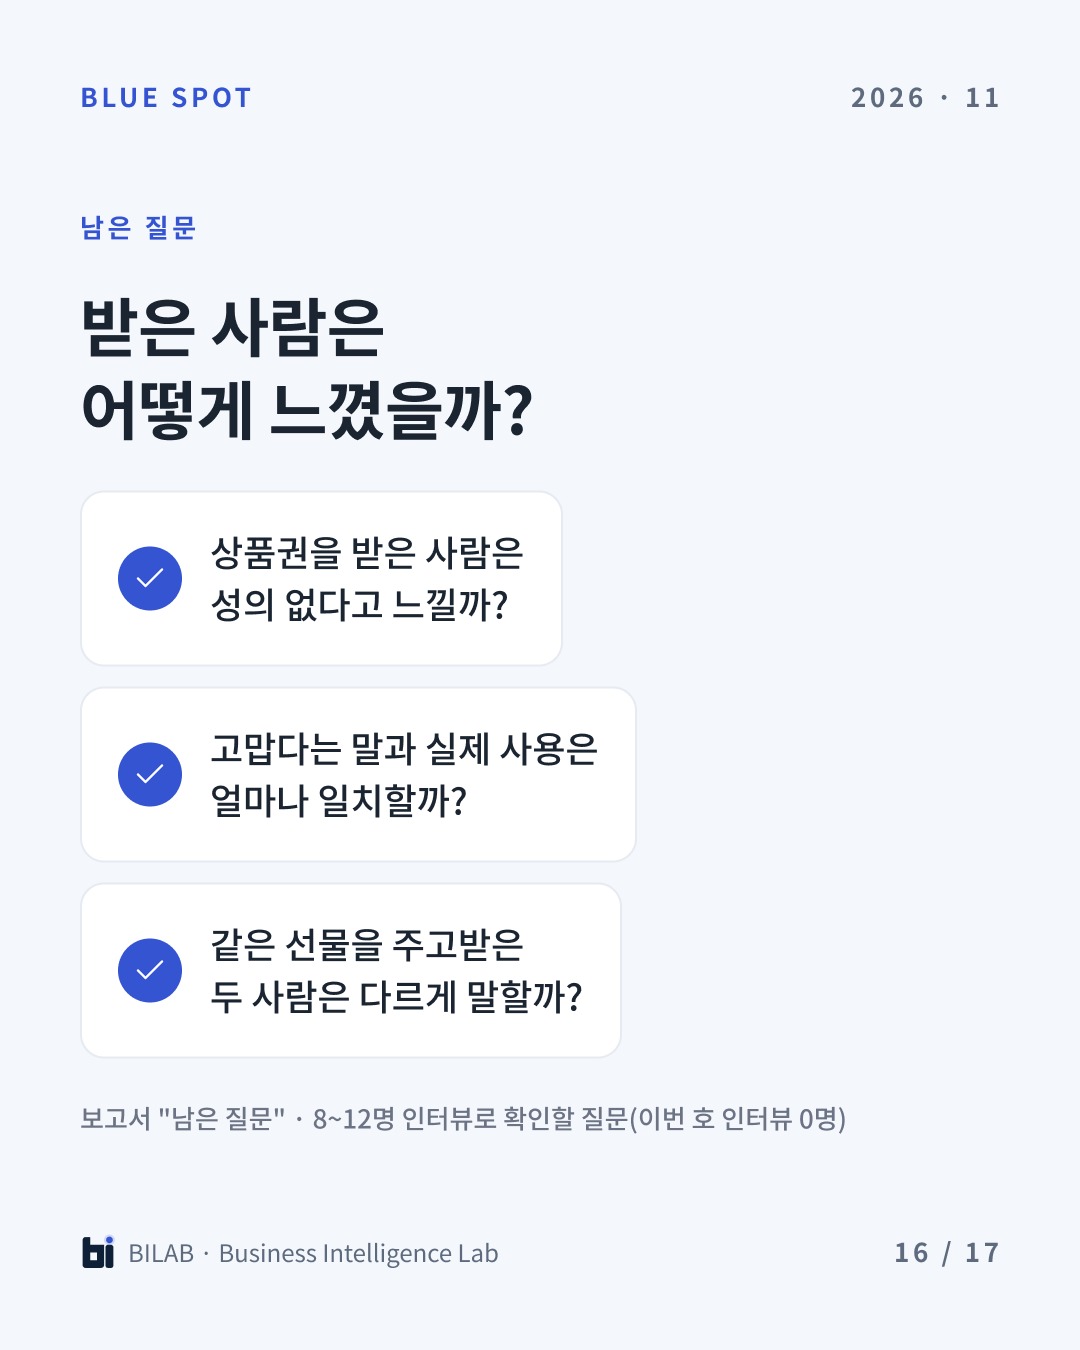 BLUE SPOT
2026 · 11
남은 질문
받은 사람은
어떻게 느꼈을까?
상품권을 받은 사람은
성의 없다고 느낄까?
고맙다는 말과 실제 사용은
얼마나 일치할까?
같은 선물을 주고받은
두 사람은 다르게 말할까?
보고서 "남은 질문" · 8~12명 인터뷰로 확인할 질문(이번 호 인터뷰 0명)
bi BILAB · Business Intelligence Lab
16 / 17